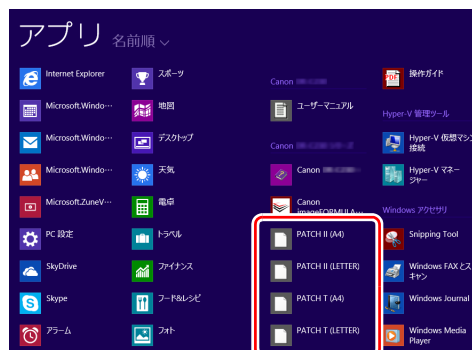 アプリ 名前順
Internet Explorer
Microsoft.Windo…
Microsoft.Windo…
Microsoft.Windo…
Microsoft.ZuneV…
PC 設定
SkyDrive
Skype
アラーム
スポーツ
地図
デスクトップ
天気
電卓
トラベル
ファイナンス
フード&レシピ
フォト
Canon
ユーザーマニュアル
Canon
Canon
Canon
imageFORMULA…
PATCH II (A4)
PATCH II (LETTER)
PATCH T (A4)
PATCH T (LETTER)
PDF
操作ガイド
Hyper-V 管理ツール
Hyper-V 仮想マシン
接続
Hyper-V マネー
ジャー
Windows アクセサリ
Snipping Tool
Windows FAX とス
キャン
Windows Journal
Windows Media
Player